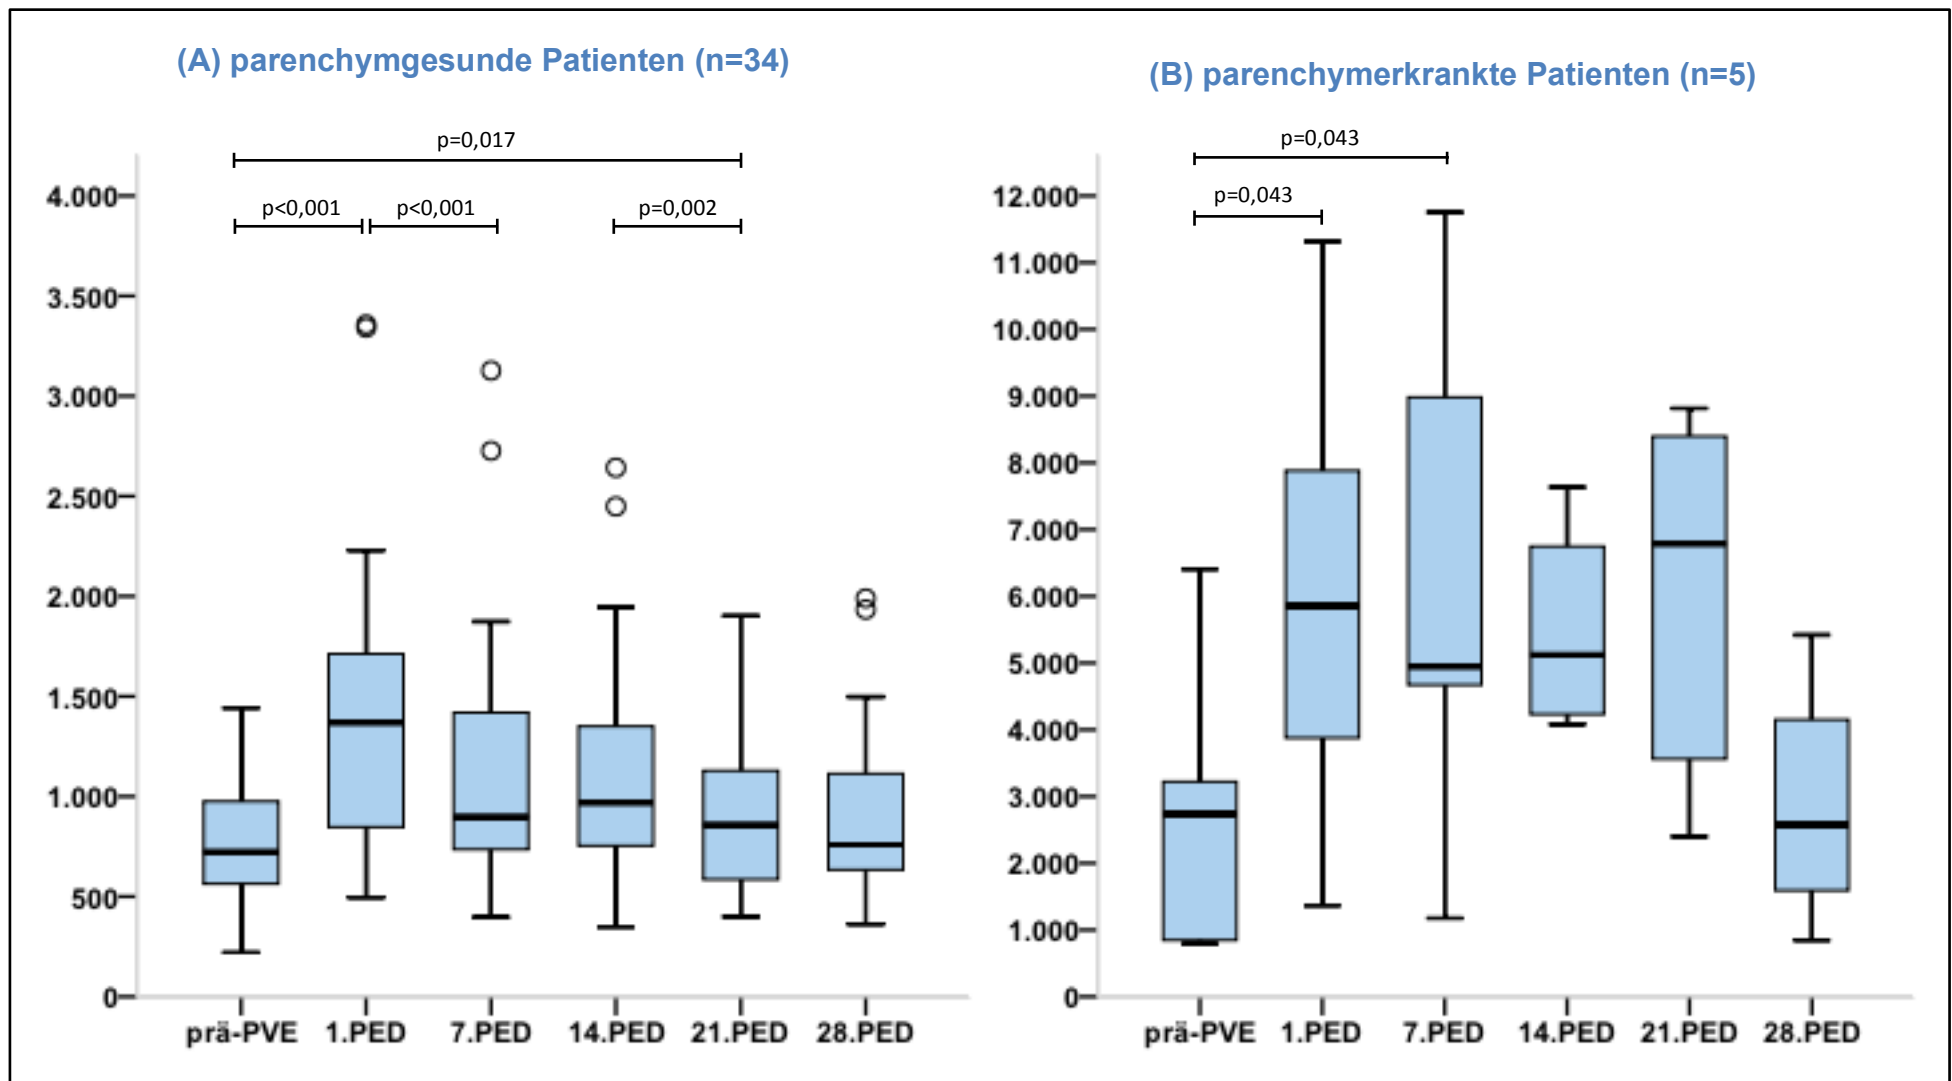 (A) parenchymgesunde Patienten (n=34)
p=0,017
p<0,001 p<0,001 p=0,002
4.000
3.500
3.000
2.500
2.000
1.500
1.000
500
0
prä-PVE 1.PED 7.PED 14.PED 21.PED 28.PED
(B) parenchymerkrankte Patienten (n=5)
p=0,043
p=0,043
12.000
11.000
10.000
9.000
8.000
7.000
6.000
5.000
4.000
3.000
2.000
1.000
0
prä-PVE 1.PED 7.PED 14.PED 21.PED 28.PED